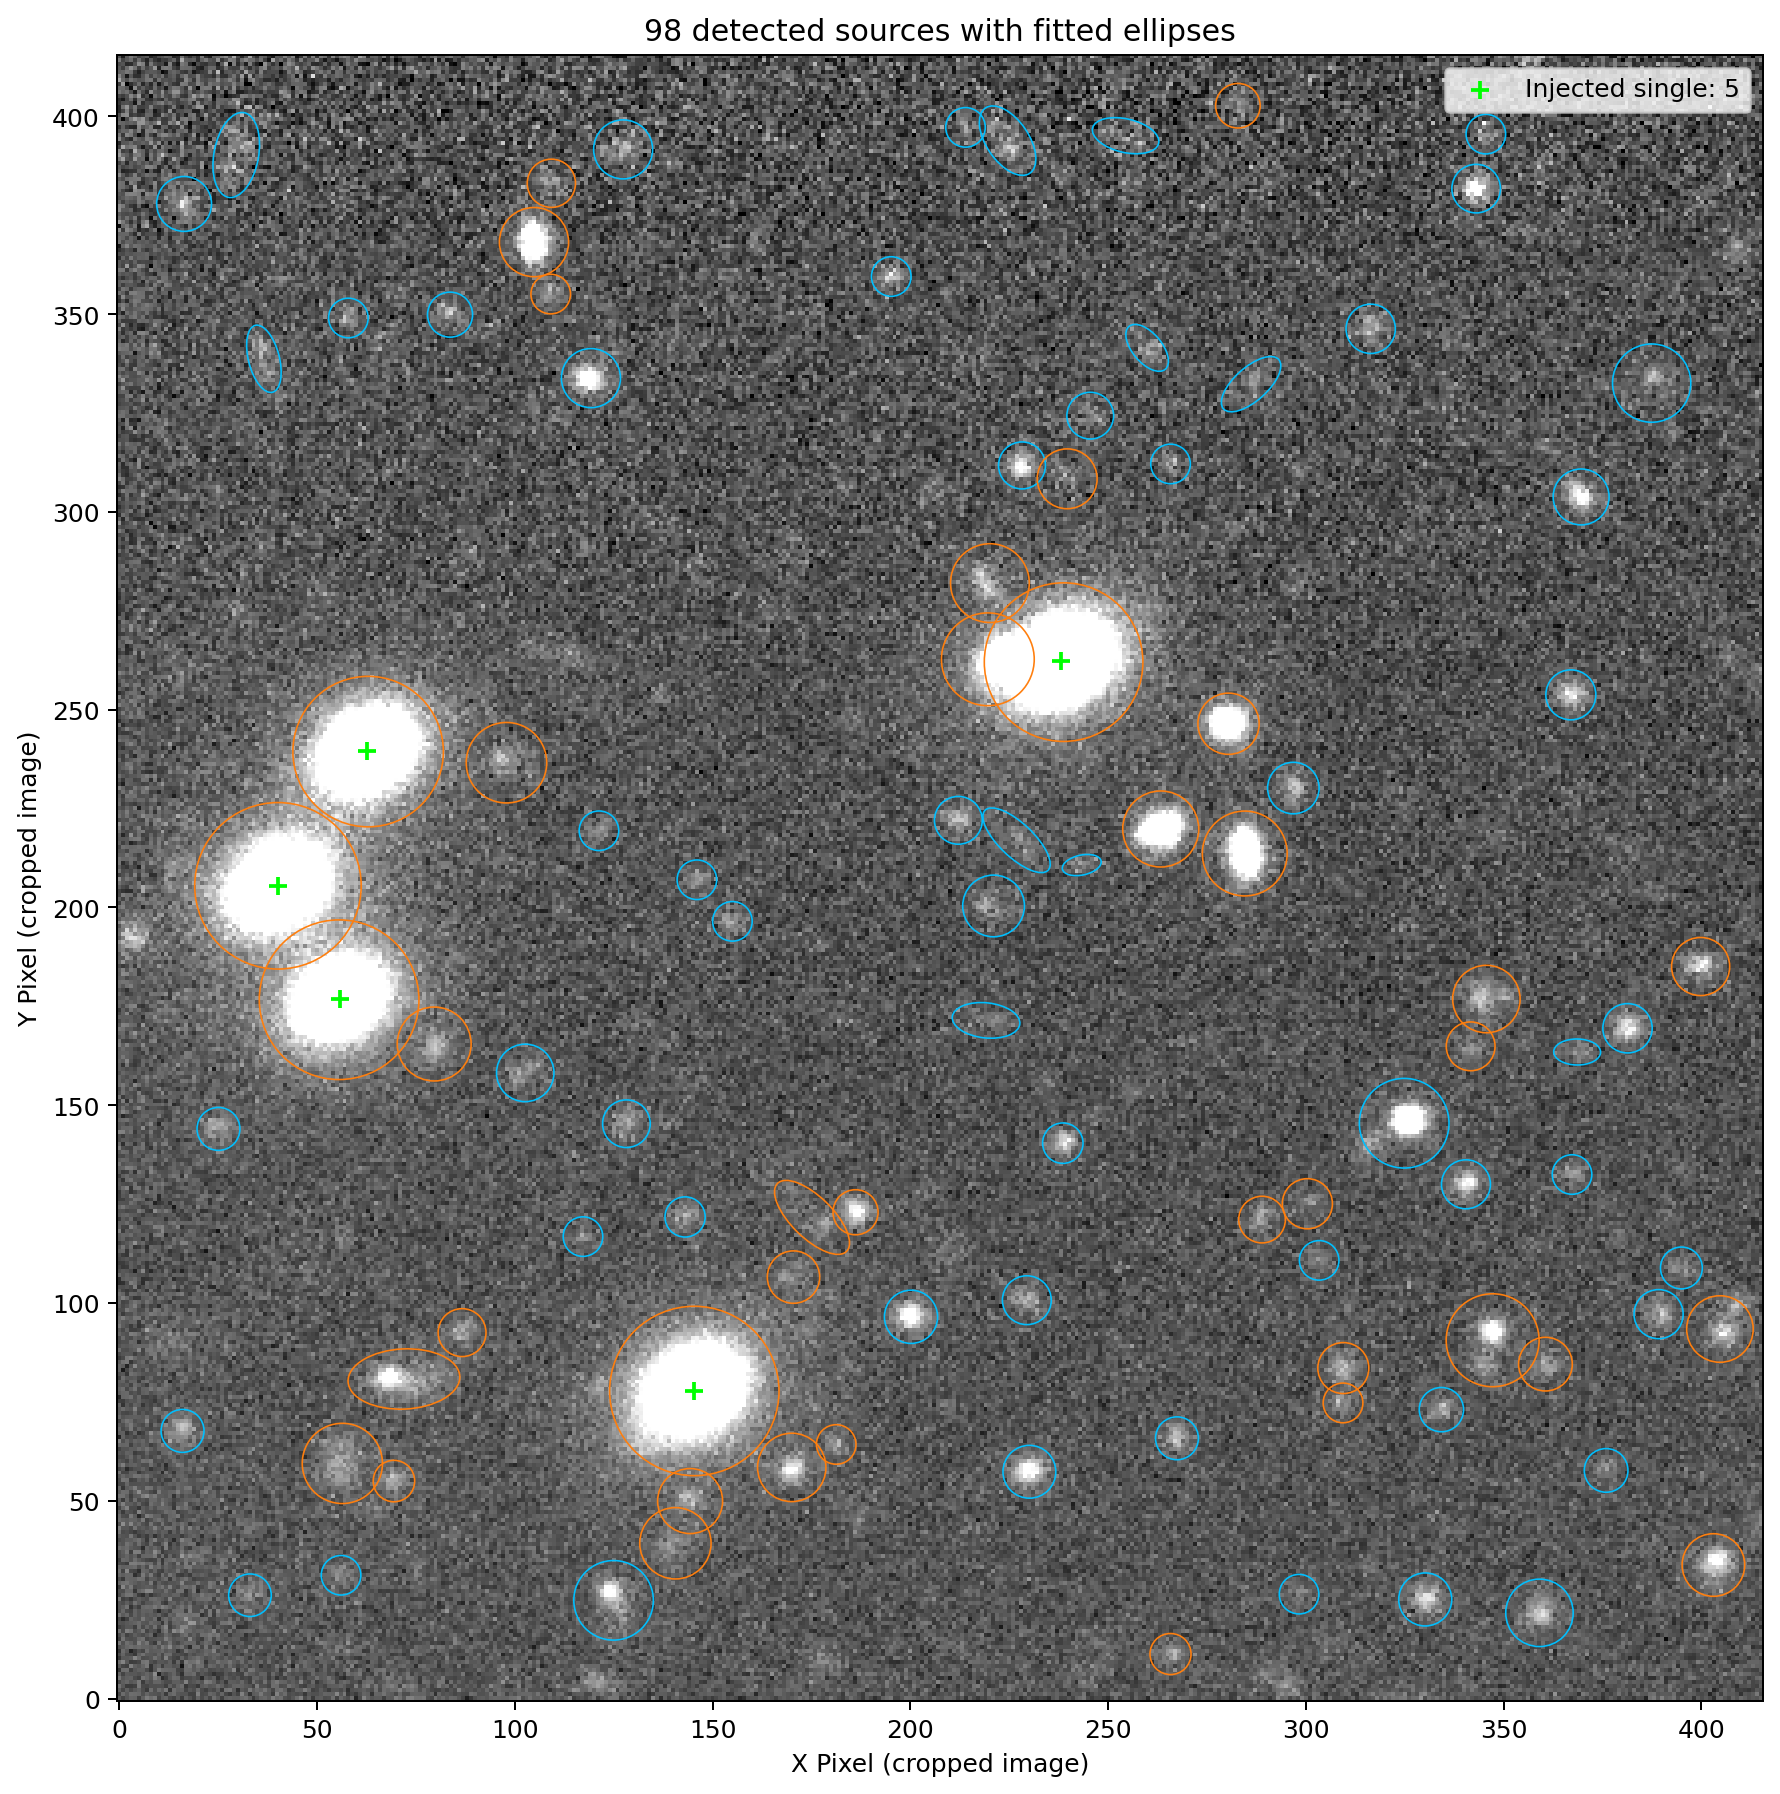 98 detected sources with fitted ellipses
Injected single: 5
400
350
300
250
200
150
100
50
0
Y Pixel (cropped image)
0 50 100 150 200 250 300 350 400
X Pixel (cropped image)